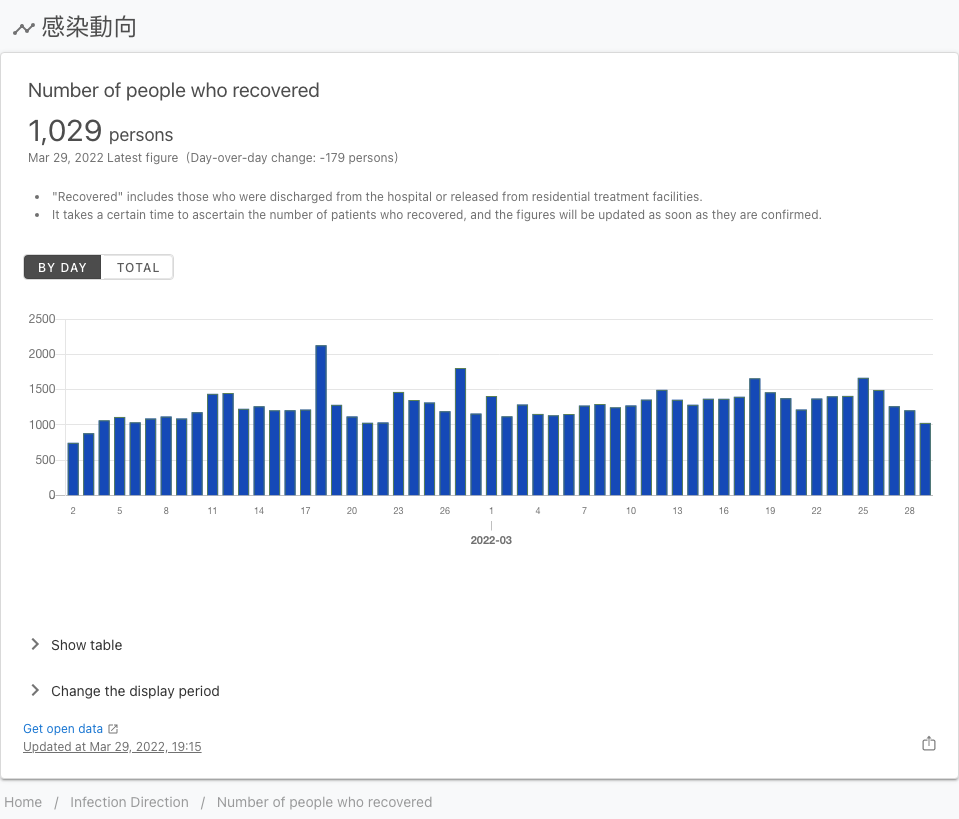 感染動向
Number of people who recovered
1,029 persons
Mar 29, 2022 Latest figure (Day-over-day change: -179 persons)
• "Recovered" includes those who were discharged from the hospital or released from residential treatment facilities.
• It takes a certain time to ascertain the number of patients who recovered, and the figures will be updated as soon as they are confirmed.
BY DAY TOTAL
2500
2000
1500
1000
500
0
2 5 8 11 14 17 20 23 26 1 4 7 10 13 16 19 22 25 28
2022-03
Show table
Change the display period
Get open data
Updated at Mar 29, 2022, 19:15
Home / Infection Direction / Number of people who recovered